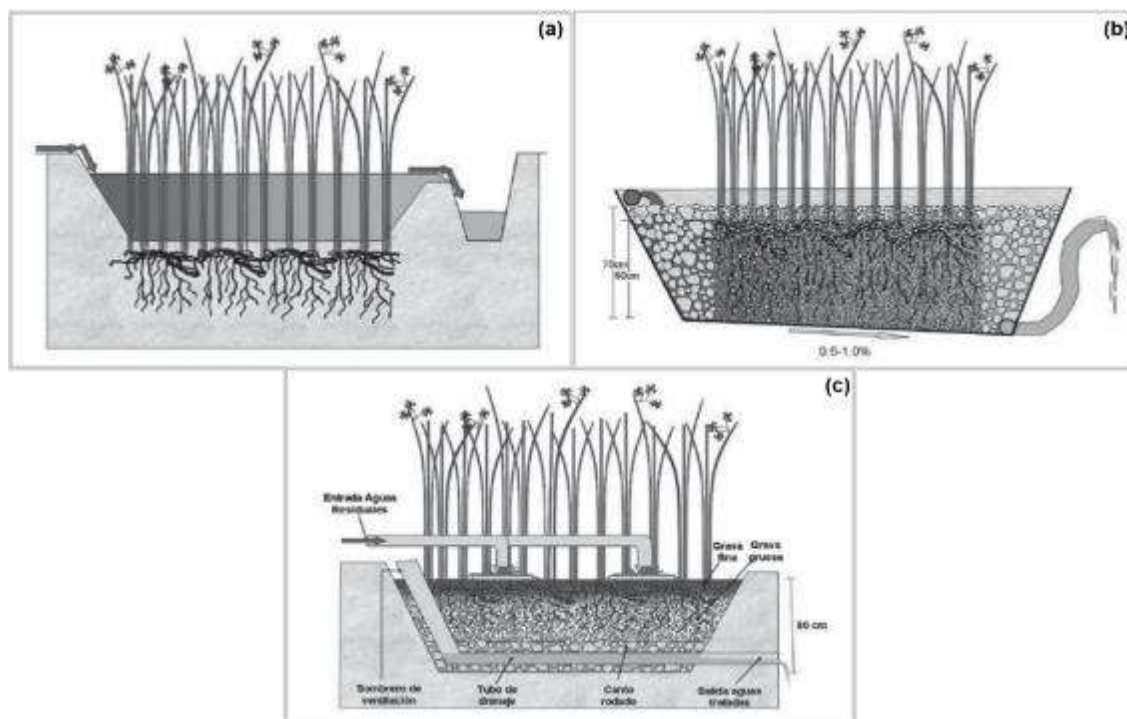 (a)
(b)
70cm
60cm
0.5-1.0%
(c)
Entrada Aguas
Residuales
Grava
fina
Grava
gruesa
80 cm
Sombrero de
ventilación
Tubo de
drenaje
Canto
rodado
Salida aguas
tratadas